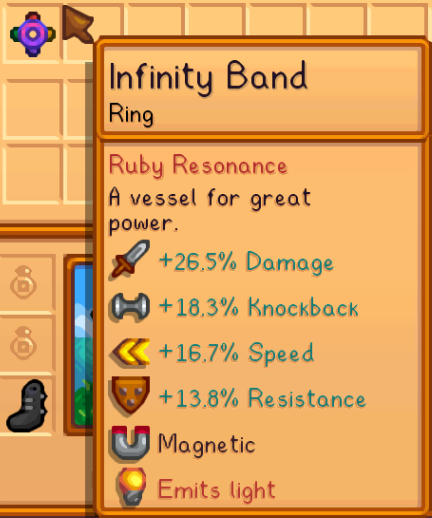 Infinity Band
Ring
Ruby Resonance
A vessel for great
power.
+26.5% Damage
+18.3% Knockback
+16.7% Speed
+13.8% Resistance
Magnetic
Emits light